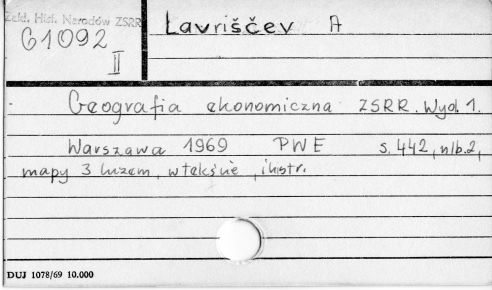 Zakł. Hist. Narodów ZSRR
61092
II
Lavriščev A
Geografia ekonomiczna ZSRR. Wyd. 1.
Warszawa 1969 PWE s. 442, nlb. 2,
mapy 3 luzem, w tekście, ilustr.
DUJ 1078/69 10.000